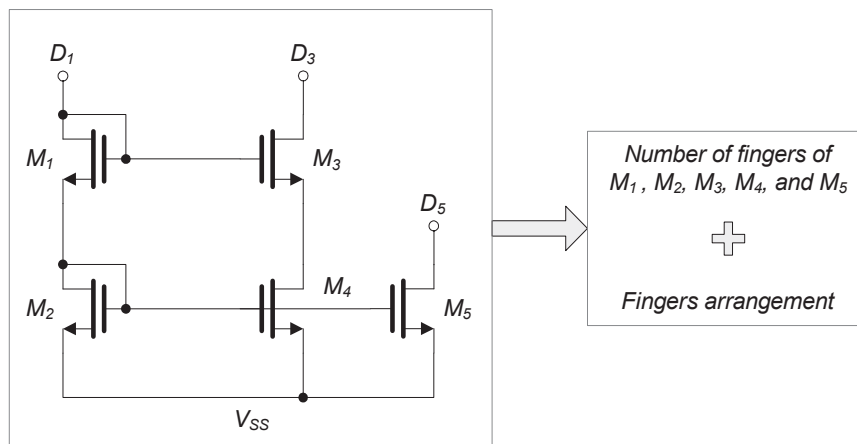 D1
D3
M1
M3
D5
M2
M4
M5
VSS
Number of fingers of
M1 , M2, M3, M4, and M5
Fingers arrangement